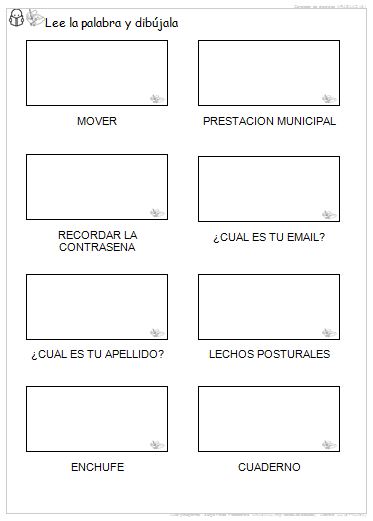 Lee la palabra y dibújala
MOVER
PRESTACION MUNICIPAL
RECORDAR LA
CONTRASENA
¿CUAL ES TU EMAIL?
¿CUAL ES TU APELLIDO?
LECHOS POSTURALES
ENCHUFE
CUADERNO